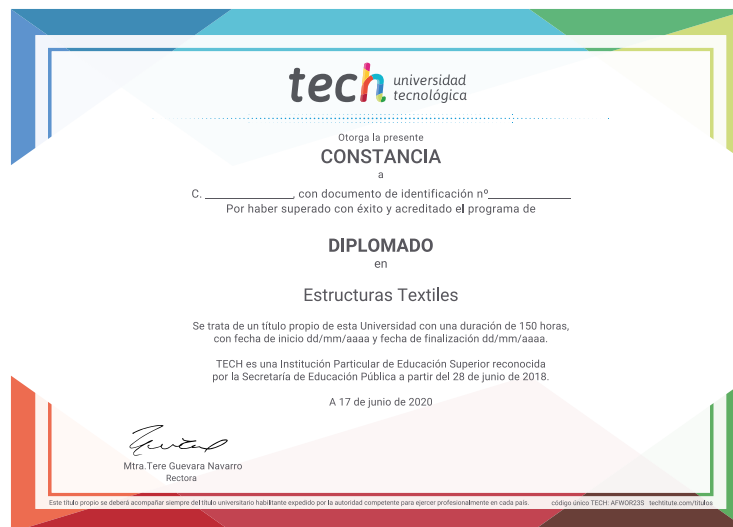 tech universidad
tecnológica
Otorga la presente
CONSTANCIA
a
C. ______________, con documento de identificación nº______________
Por haber superado con éxito y acreditado el programa de
DIPLOMADO
en
Estructuras Textiles
Se trata de un título propio de esta Universidad con una duración de 150 horas,
con fecha de inicio dd/mm/aaaa y fecha de finalización dd/mm/aaaa.
TECH es una Institución Particular de Educación Superior reconocida
por la Secretaría de Educación Pública a partir del 28 de junio de 2018.
A 17 de junio de 2020
Mtra.Tere Guevara Navarro
Rectora
Este título propio se deberá acompañar siempre del título universitario habilitante expedido por la autoridad competente para ejercer profesionalmente en cada país. código único TECH: AFWOR23S techtitute.com/títulos